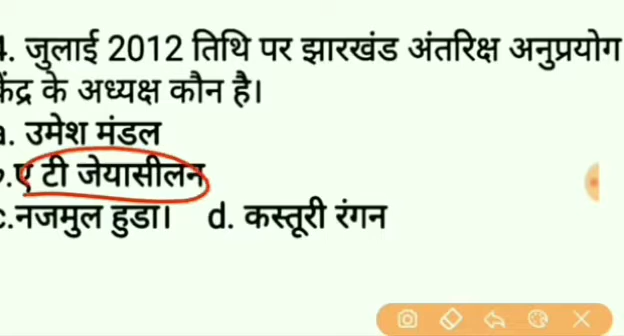 4. जुलाई 2012 तिथि पर झारखंड अंतरिक्ष अनुप्रयोग
केंद्र के अध्यक्ष कौन है।
a. उमेश मंडल
b.ए टी जेयासीलन
c.नजमुल हुडा। d. कस्तूरी रंगन